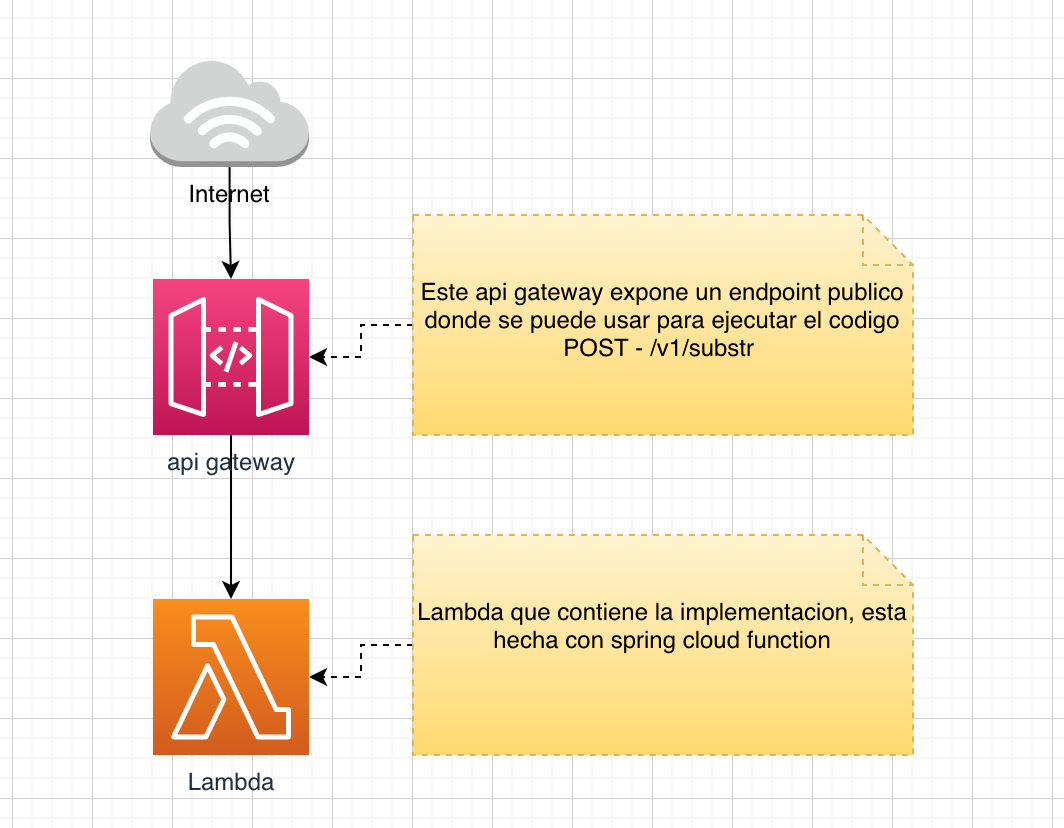 Internet
Este api gateway expone un endpoint publico
donde se puede usar para ejecutar el codigo
POST - /v1/substr
</>
api gateway
Lambda que contiene la implementacion, esta
hecha con spring cloud function
Lambda